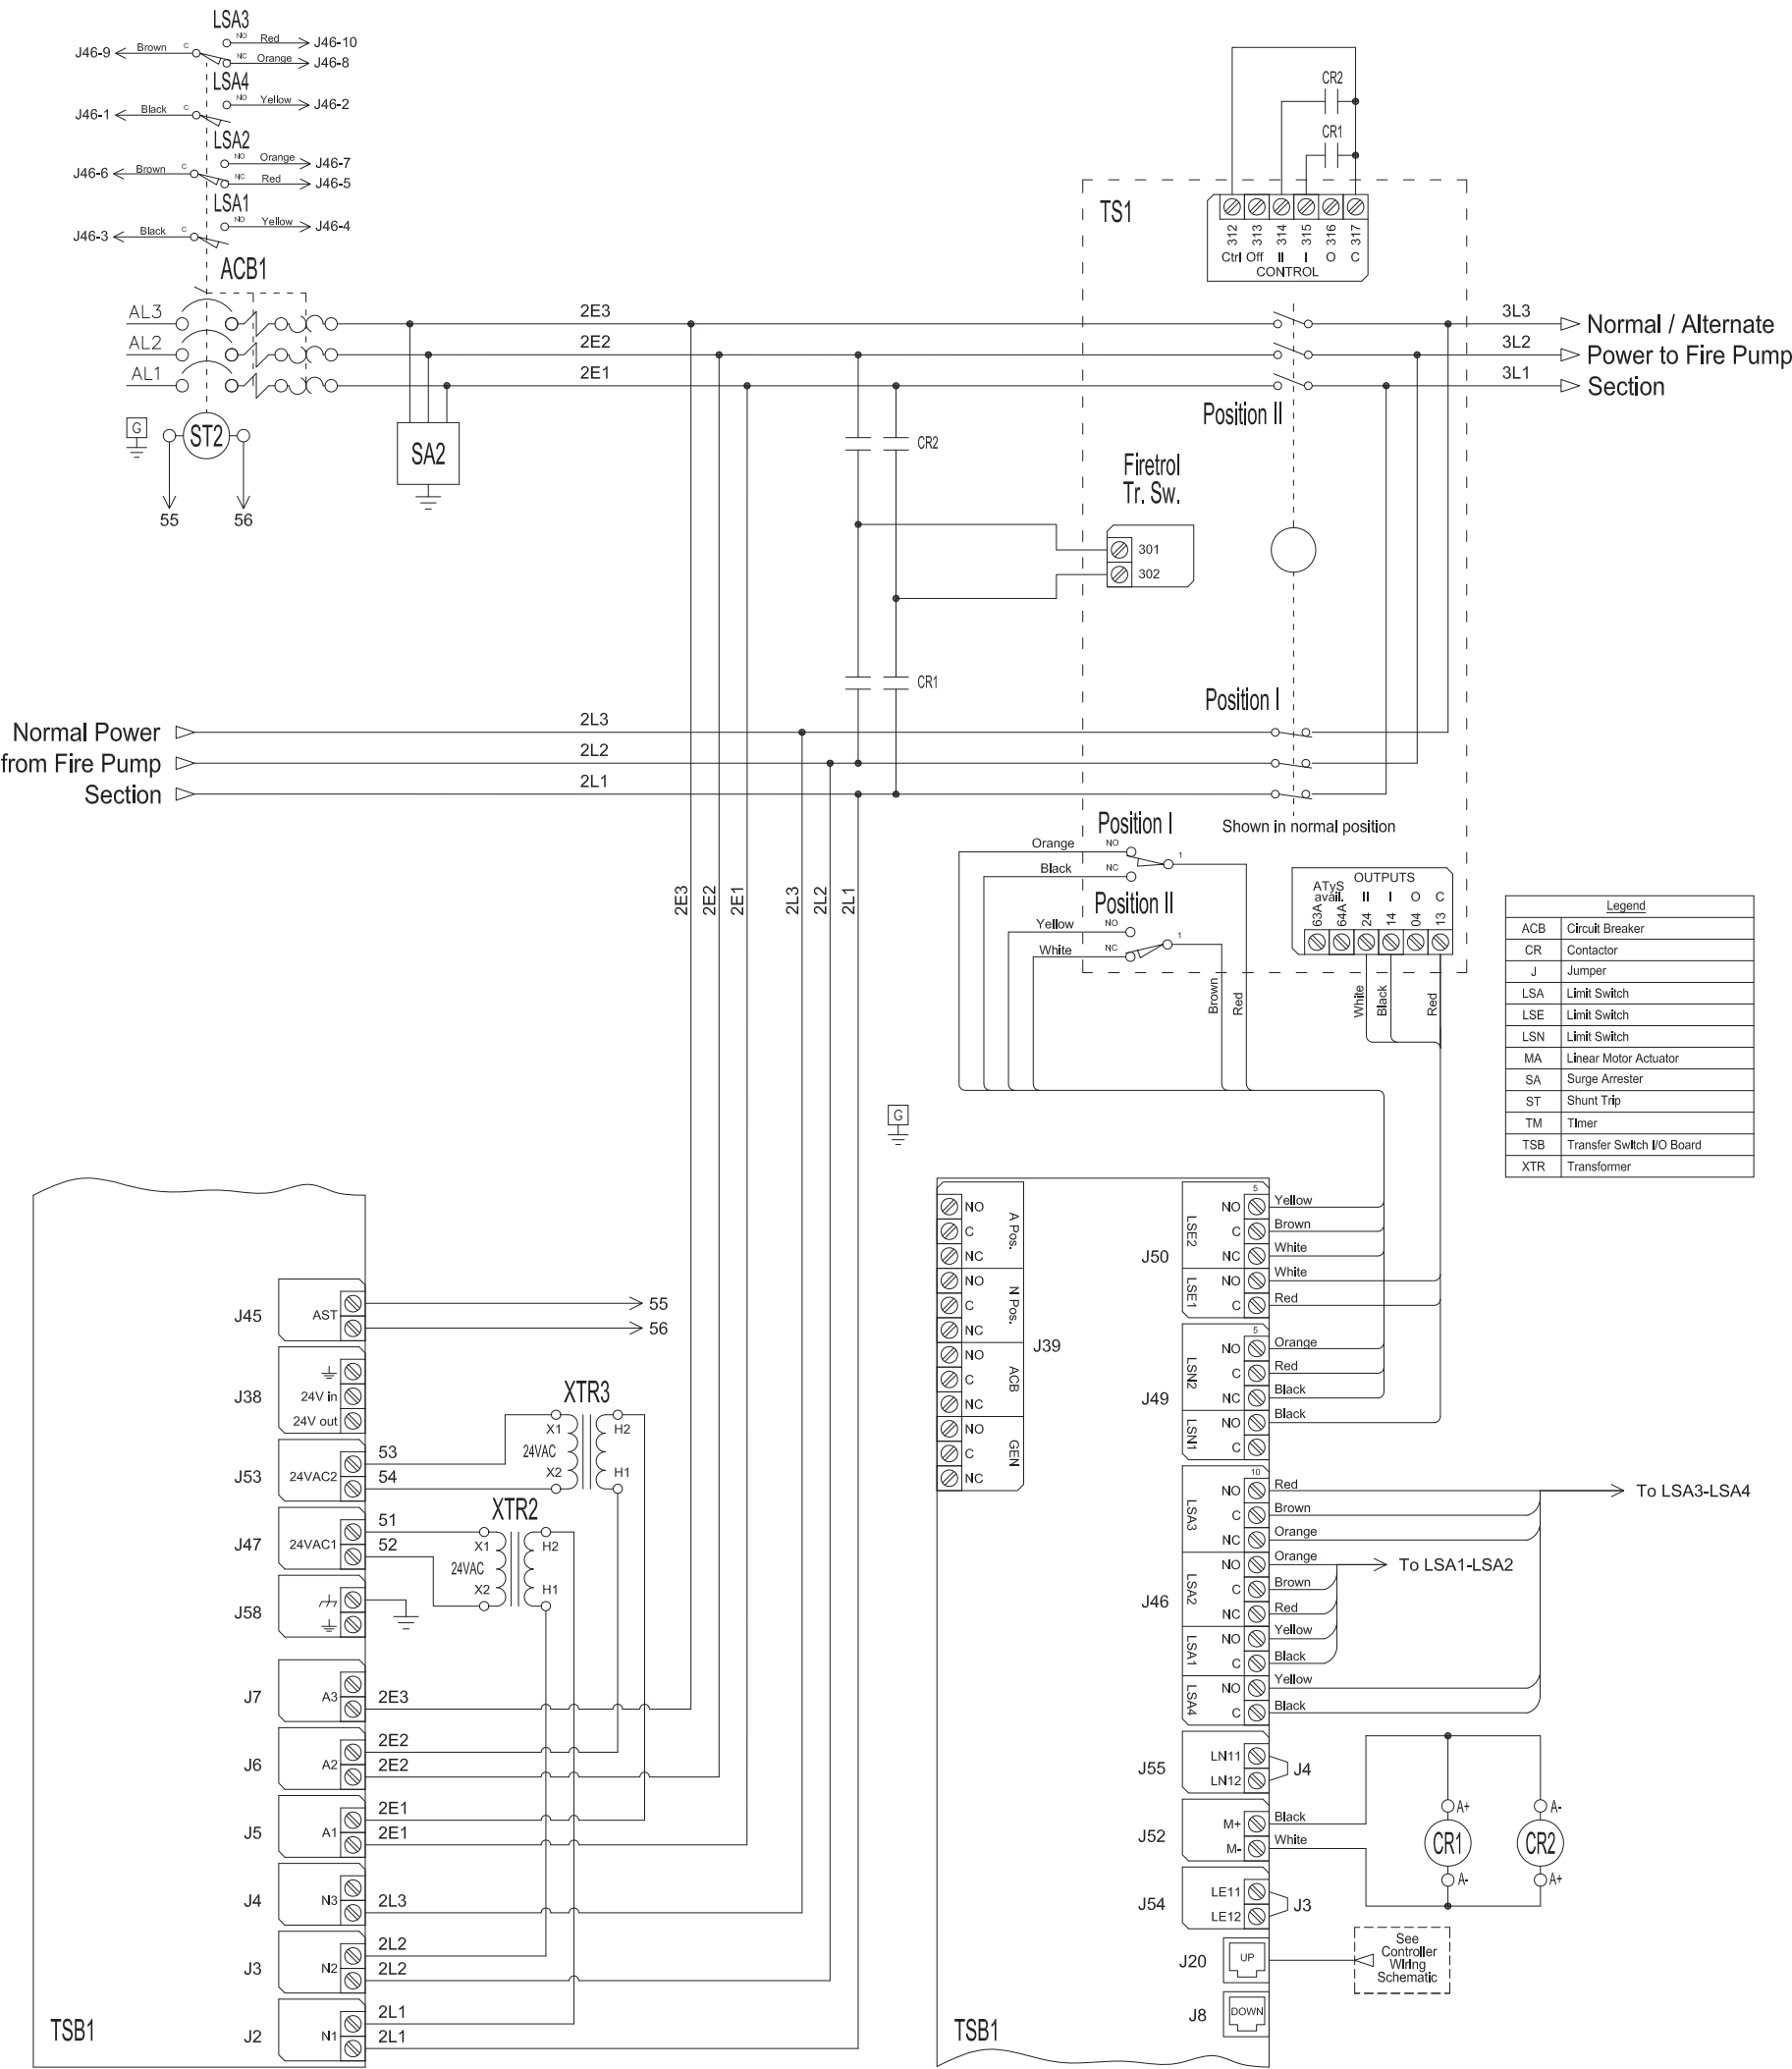 LSA3
J46-9 Brown C NO Red J46-10
NC Orange J46-8
LSA4
J46-1 Black C NO Yellow J46-2
LSA2
J46-6 Brown C NO Orange J46-7
NC Red J46-5
LSA1
J46-3 Black C NO Yellow J46-4
ACB1
AL3
AL2
AL1
2E3
2E2
2E1
G
ST2
55
56
SA2
CR2
CR1
CR2
CR1
TS1
312 313 314 315 316 317
Ctrl Off II I O C
CONTROL
3L3
3L2
3L1
Normal / Alternate
Power to Fire Pump
Section
Position II
Firetrol
Tr. Sw.
301
302
Position I
Normal Power
from Fire Pump
Section
2L3
2L2
2L1
Shown in normal position
Position I
Orange NO 1
Black NC
Position II
Yellow NO 1
White NC
Brown
Red
OUTPUTS
ATyS
avail. II I O C
63A 64A 24 14 04 13
White
Black
Red
2E3
2E2
2E1
2L3
2L2
2L1
Legend
ACB Circuit Breaker
CR Contactor
J Jumper
LSA Limit Switch
LSE Limit Switch
LSN Limit Switch
MA Linear Motor Actuator
SA Surge Arrester
ST Shunt Trip
TM Timer
TSB Transfer Switch I/O Board
XTR Transformer
G
J45 AST 55
56
J38
24V in
24V out
J53 24VAC2 53
54
XTR3
X1 H2
24VAC
X2 H1
J47 24VAC1 51
52
XTR2
X1 H2
24VAC
X2 H1
J58
J7 A3 2E3
J6 A2 2E2
2E2
J5 A1 2E1
2E1
J4 N3 2L3
J3 N2 2L2
2L2
J2 N1 2L1
2L1
TSB1
NO
C A Pos.
NC
NO
C N Pos.
NC
J39
NO
C ACB
NC
NO
C GEN
NC
J50
5
LSE2 NO Yellow
C Brown
NC White
LSE1 NO White
C Red
J49
5
LSN2 NO Orange
C Red
NC Black
LSN1 NO Black
C
J46
10
LSA3 NO Red
C Brown
NC Orange
LSA2 NO Orange
C Brown
NC Red
LSA1 NO Yellow
C Black
LSA4 NO Yellow
C Black
To LSA3-LSA4
To LSA1-LSA2
J55 LN11
LN12 J4
J52 M+ Black
M- White
A+ CR1 A-
A- CR2 A+
J54 LE11
LE12 J3
J20 UP
See
Controller
Wiring
Schematic
J8 DOWN
TSB1